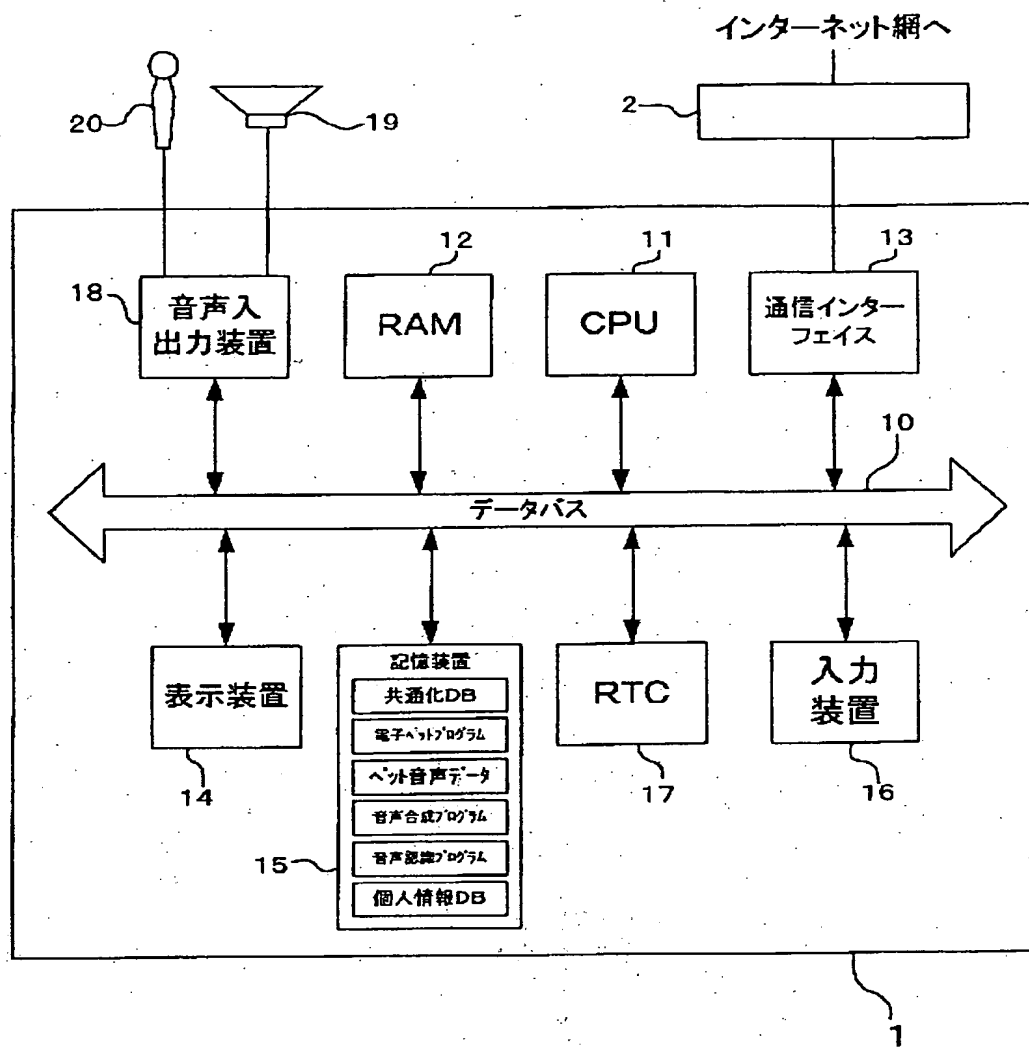 インターネット網へ
2
20
19
12
11
13
18
音声入
出力装置
RAM
CPU
通信インター
フェイス
10
データバス
表示装置
14
記憶装置
共通化DB
電子ペットプログラム
ペット音声データ
音声合成プログラム
音声認識プログラム
個人情報DB
15
RTC
17
入力
装置
16
1